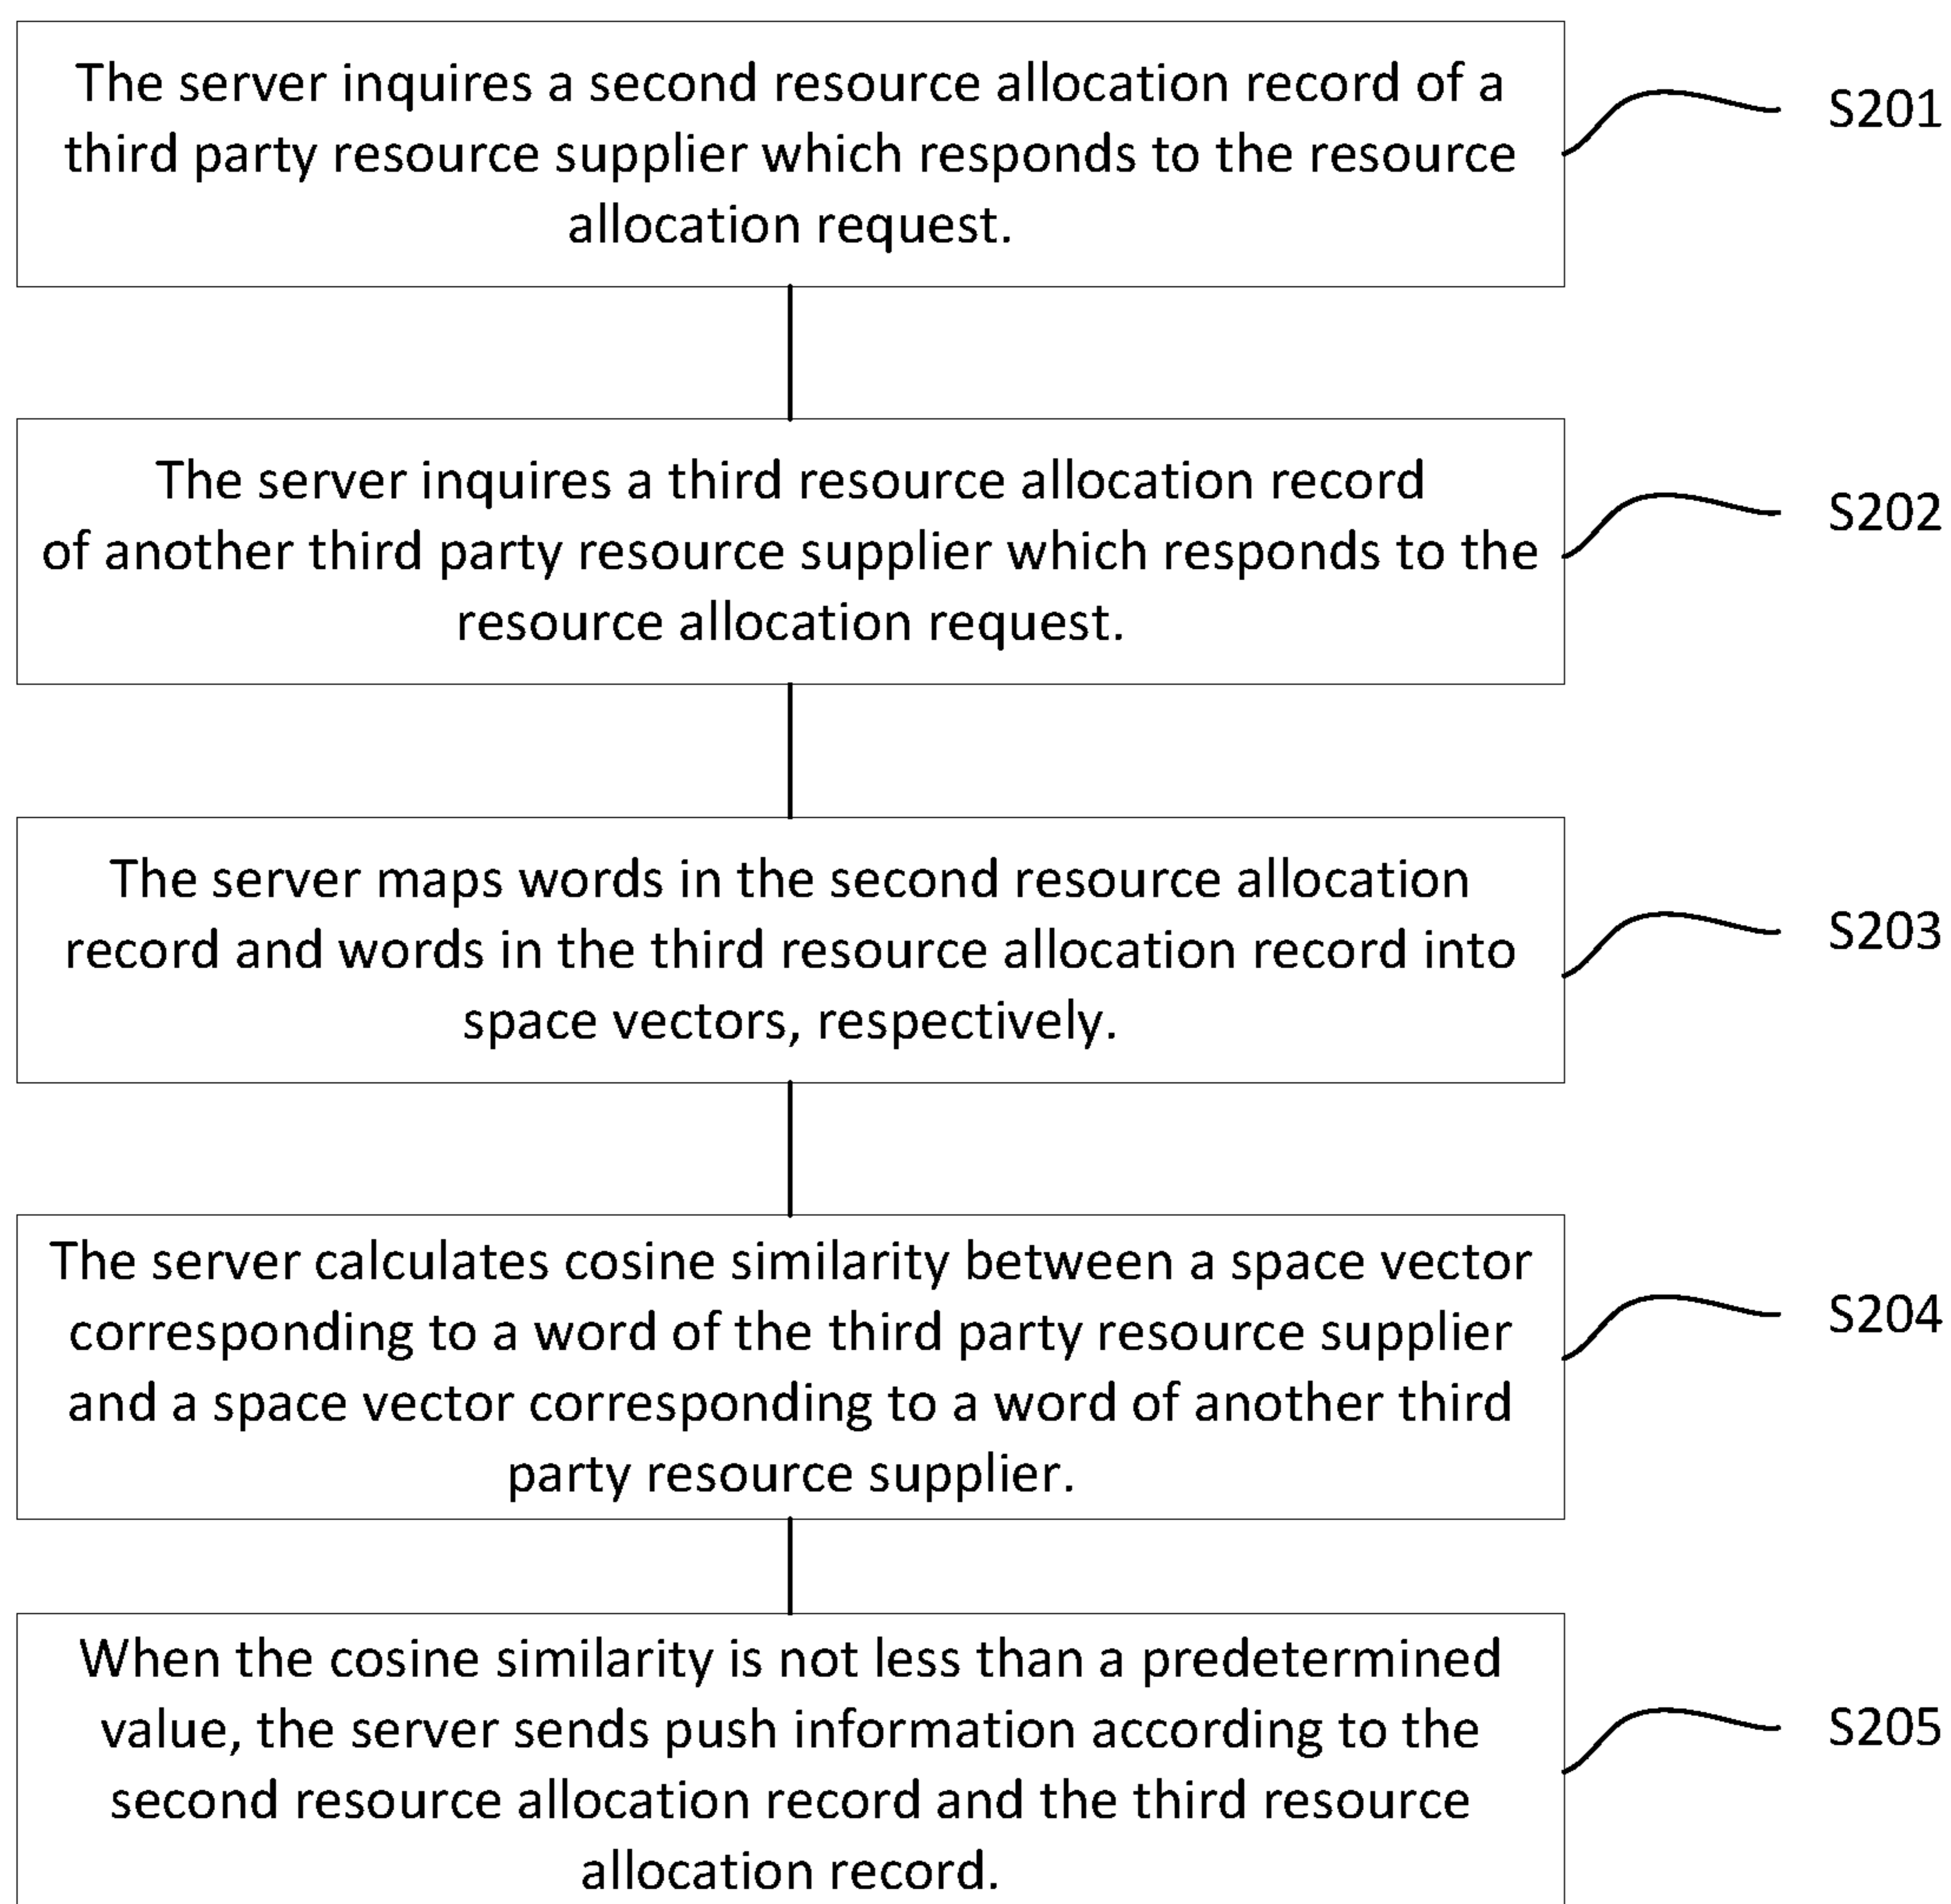 The server inquires a second resource allocation record of a
third party resource supplier which responds to the resource
allocation request.
S201
The server inquires a third resource allocation record
of another third party resource supplier which responds to the
resource allocation request.
S202
The server maps words in the second resource allocation
record and words in the third resource allocation record into
space vectors, respectively.
S203
The server calculates cosine similarity between a space vector
corresponding to a word of the third party resource supplier
and a space vector corresponding to a word of another third
party resource supplier.
S204
When the cosine similarity is not less than a predetermined
value, the server sends push information according to the
second resource allocation record and the third resource
allocation record.
S205